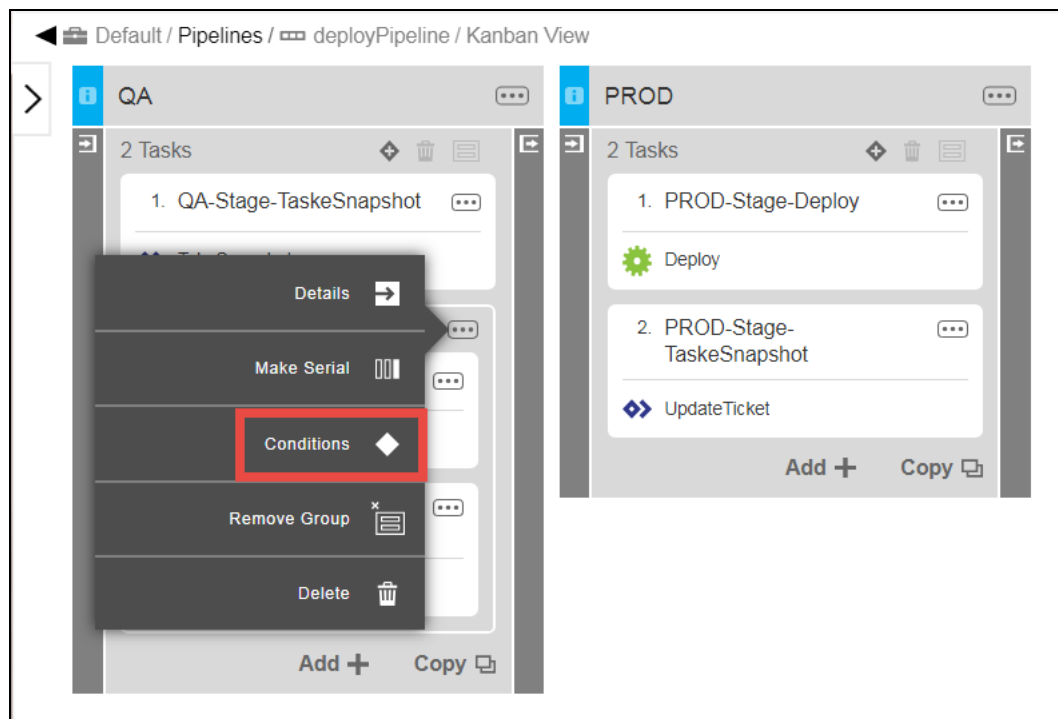 Default / Pipelines / deployPipeline / Kanban View
QA
2 Tasks
1. QA-Stage-TaskeSnapshot
Details
Make Serial
Conditions
Remove Group
Delete
Add
Copy
PROD
2 Tasks
1. PROD-Stage-Deploy
Deploy
2. PROD-Stage-
TaskeSnapshot
UpdateTicket
Add
Copy